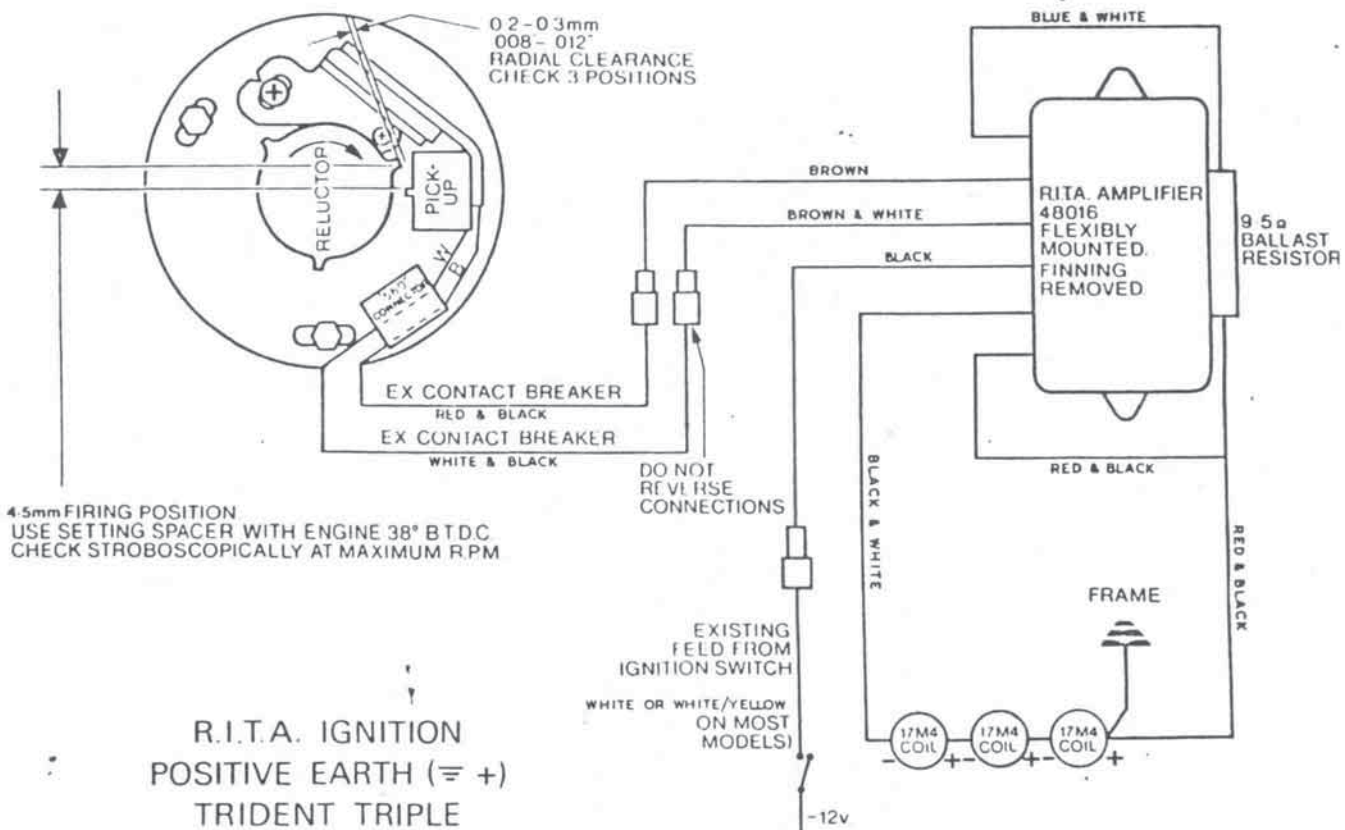 BLUE & WHITE
0.2-0.3mm
.008"- .012"
RADIAL CLEARANCE
CHECK 3 POSITIONS
BROWN
BROWN & WHITE
BLACK
R.I.T.A. AMPLIFIER
48016
FLEXIBLY
MOUNTED.
FINNING
REMOVED.
9.5Ω
BALLAST
RESISTOR
RELUCTOR
PICK-
UP
W
B
CONNECTOR
EX CONTACT BREAKER
RED & BLACK
EX CONTACT BREAKER
WHITE & BLACK
DO NOT
REVERSE
CONNECTIONS
RED & BLACK
BLACK & WHITE
RED & BLACK
4.5mm FIRING POSITION
USE SETTING SPACER WITH ENGINE 38° B.T.D.C.
CHECK STROBOSCOPICALLY AT MAXIMUM R.P.M.
FRAME
EXISTING
FELD FROM
IGNITION SWITCH
WHITE OR WHITE/YELLOW
ON MOST
MODELS)
17M4
COIL
17M4
COIL
17M4
COIL
- + - + - +
-12v
R.I.T.A. IGNITION
POSITIVE EARTH (⏚ +)
TRIDENT TRIPLE